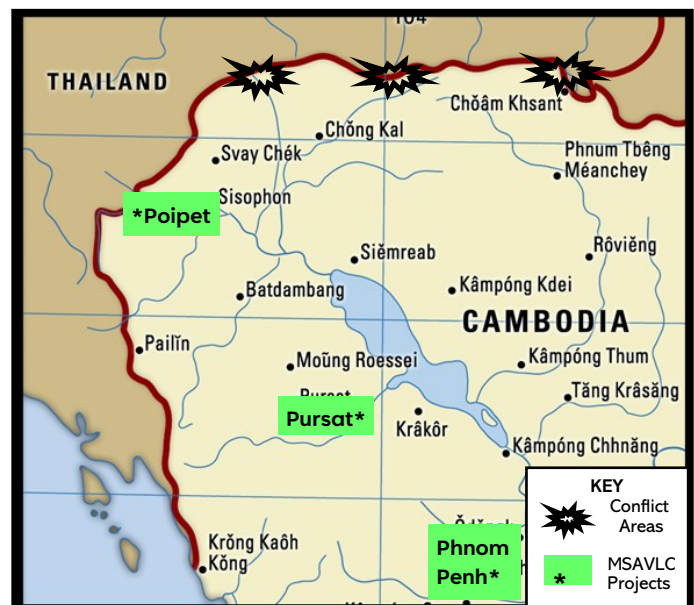 104
THAILAND
Chŏâm Khsant
Chŏng Kal
Svay Chék
Phnum Tbêng
Méanchey
Sisophon
*Poipet
Rôviĕng
Siĕmreab
Kâmpóng Kdei
Batdambang
CAMBODIA
Pailĭn
Moŭng Roessei
Kâmpóng Thum
Tăng Krâsăng
Pursat*
Krâkôr
Kâmpóng Chhnăng
KEY
Conflict
Areas
MSAVLC
Projects
*
Phnom
Penh*
Krŏng Kaôh
Kŏng